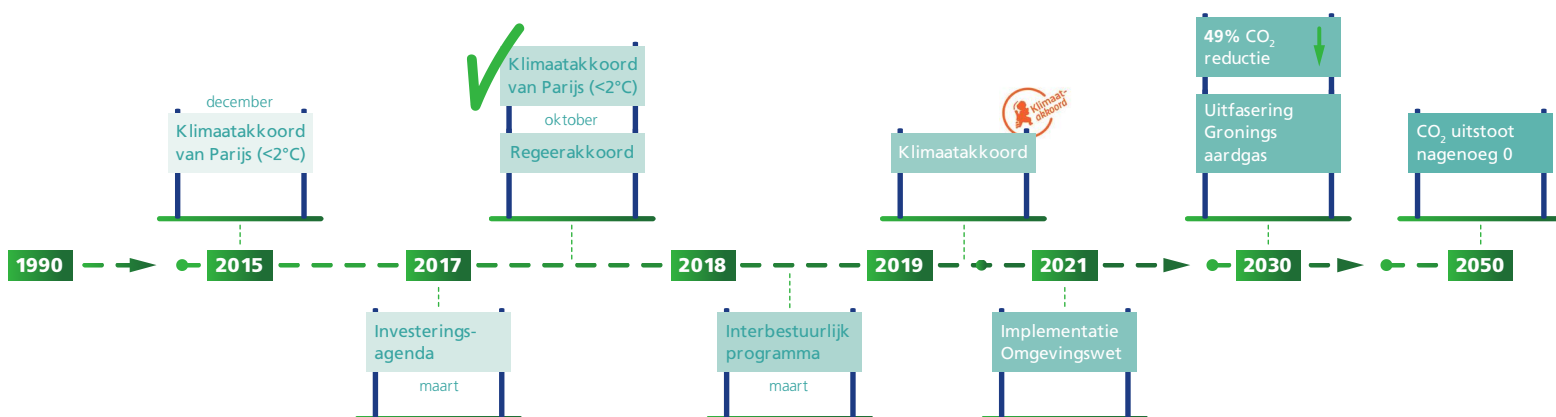 december
Klimaatakkoord
van Parijs (<2°C)
Klimaatakkoord
van Parijs (<2°C)
oktober
Regeerakkoord
Klimaat-
akkoord
Klimaatakkoord
49% CO₂
reductie
Uitfasering
Gronings
aardgas
CO₂ uitstoot
nagenoeg 0
1990
2015
2017
2018
2019
2021
2030
2050
Investerings-
agenda
maart
Interbestuurlijk
programma
maart
Implementatie
Omgevingswet